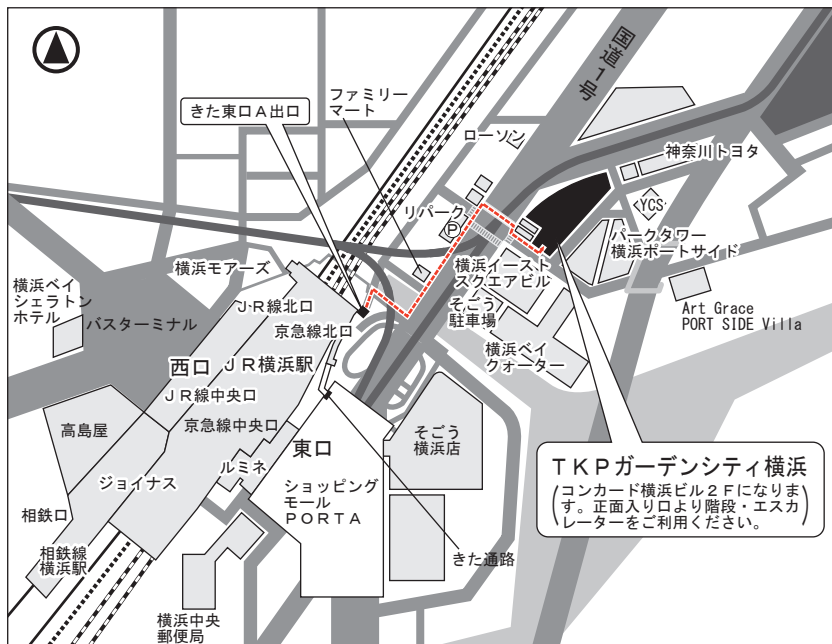 国道1号
ファミリー
マート
きた東口A出口
ローソン
神奈川トヨタ
リパーク
P
YCS
パークタワー
横浜ポートサイド
横浜モアーズ
横浜イースト
スクエアビル
横浜ベイ
シェラトン
ホテル
バスターミナル
JR線北口
京急線北口
そごう
駐車場
Art Grace
PORT SIDE Villa
横浜ベイ
クォーター
西口
JR横浜駅
JR線中央口
京急線中央口
高島屋
東口
そごう
横浜店
ルミネ
ジョイナス
ショッピング
モール
PORTA
TKPガーデンシティ横浜
(コンカード横浜ビル2Fになりま
す。正面入り口より階段・エスカ
レーターをご利用ください。)
相鉄口
相鉄線
横浜駅
きた通路
横浜中央
郵便局